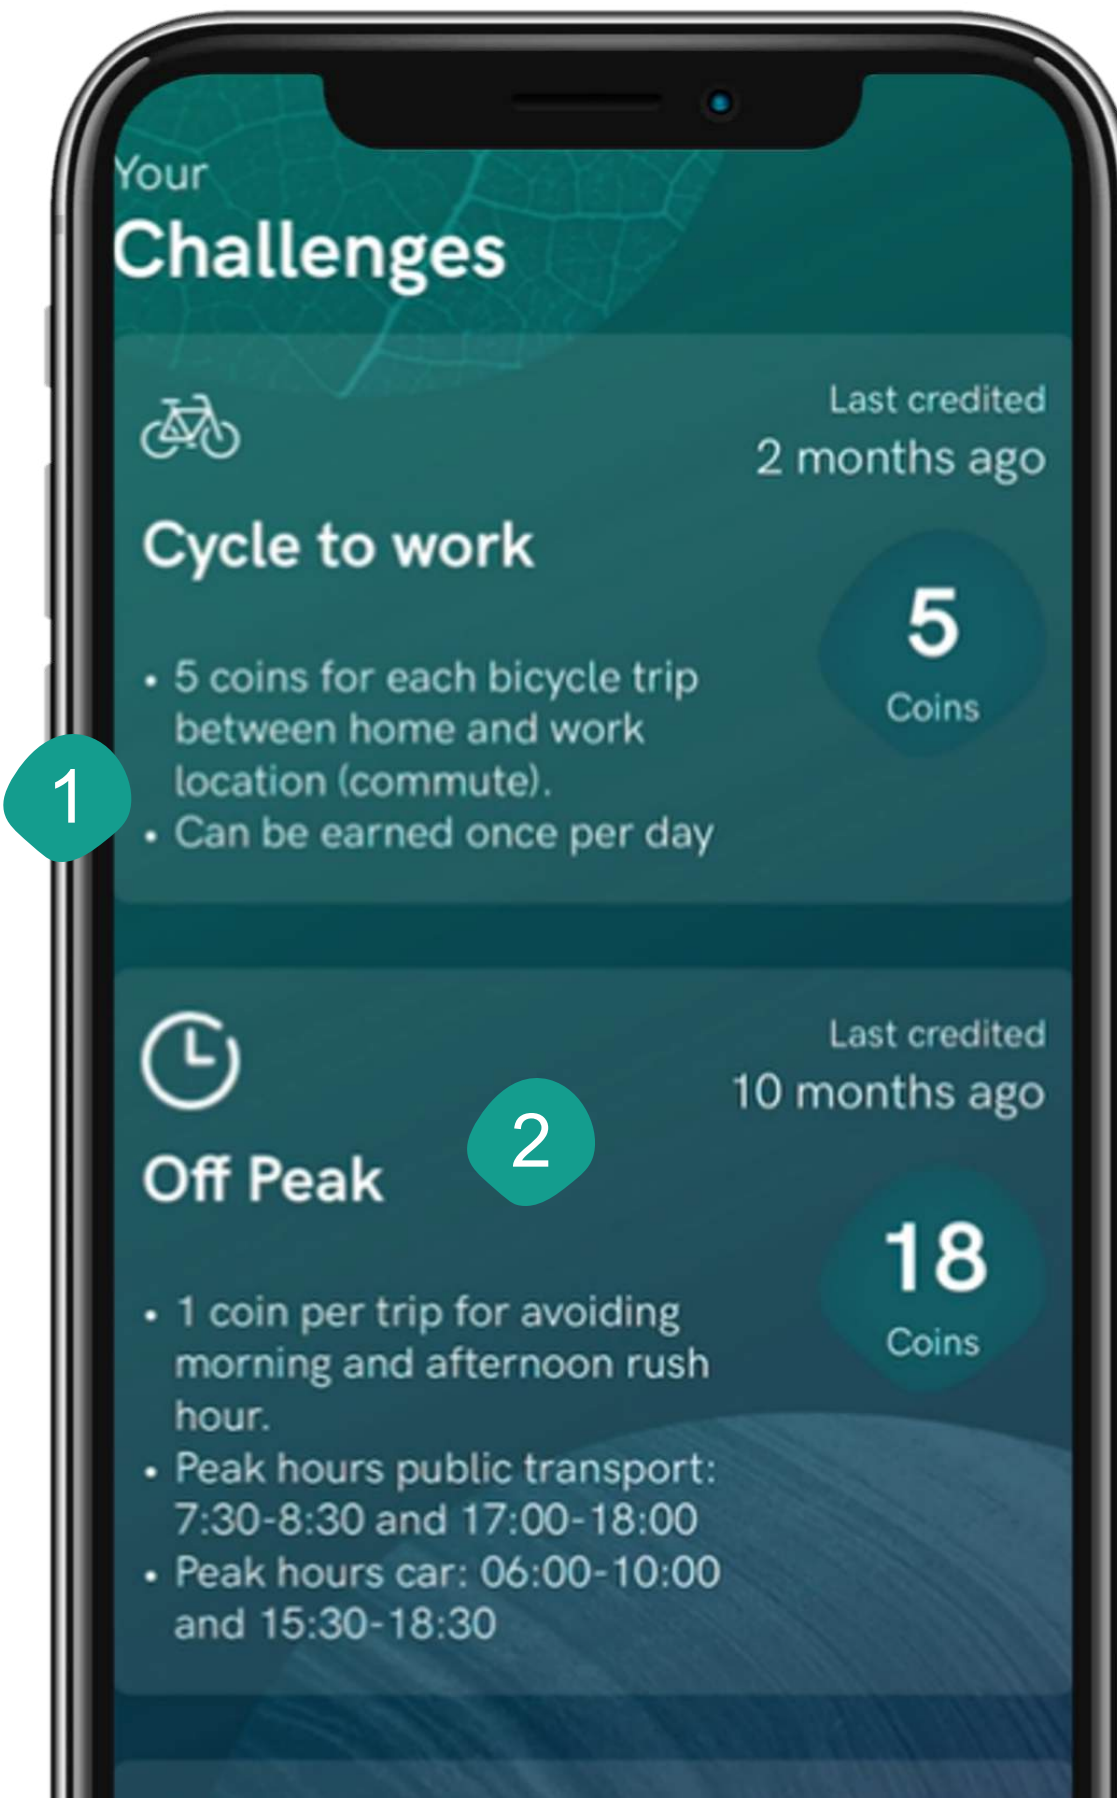 Your
Challenges
Last credited
2 months ago
Cycle to work
5
Coins
• 5 coins for each bicycle trip
between home and work
location (commute).
• Can be earned once per day
1
Last credited
10 months ago
2
Off Peak
18
Coins
• 1 coin per trip for avoiding
morning and afternoon rush
hour.
• Peak hours public transport:
7:30-8:30 and 17:00-18:00
• Peak hours car: 06:00-10:00
and 15:30-18:30